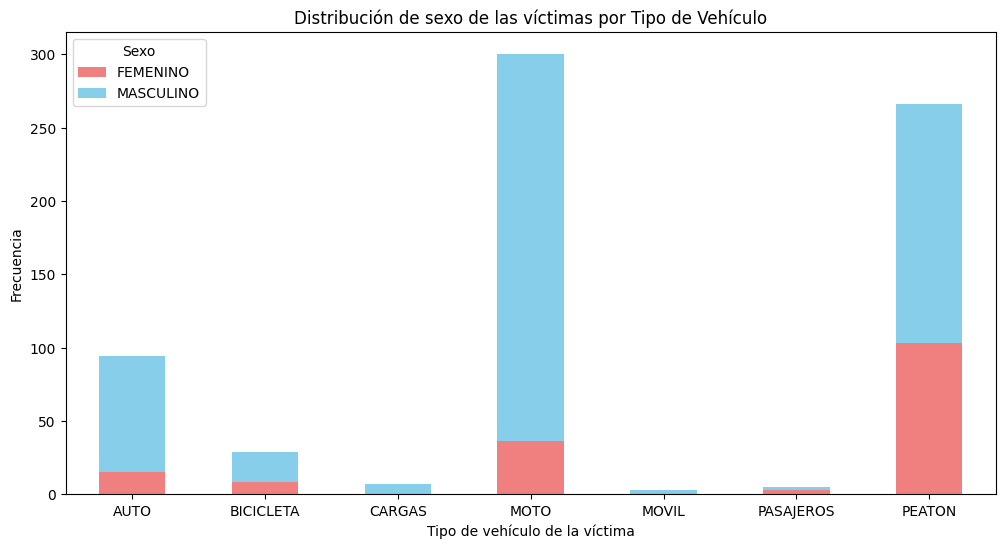 Distribución de sexo de las víctimas por Tipo de Vehículo
Sexo
FEMENINO
MASCULINO
300
250
200
150
100
50
0
Frecuencia
AUTO BICICLETA CARGAS MOTO MOVIL PASAJEROS PEATON
Tipo de vehículo de la víctima